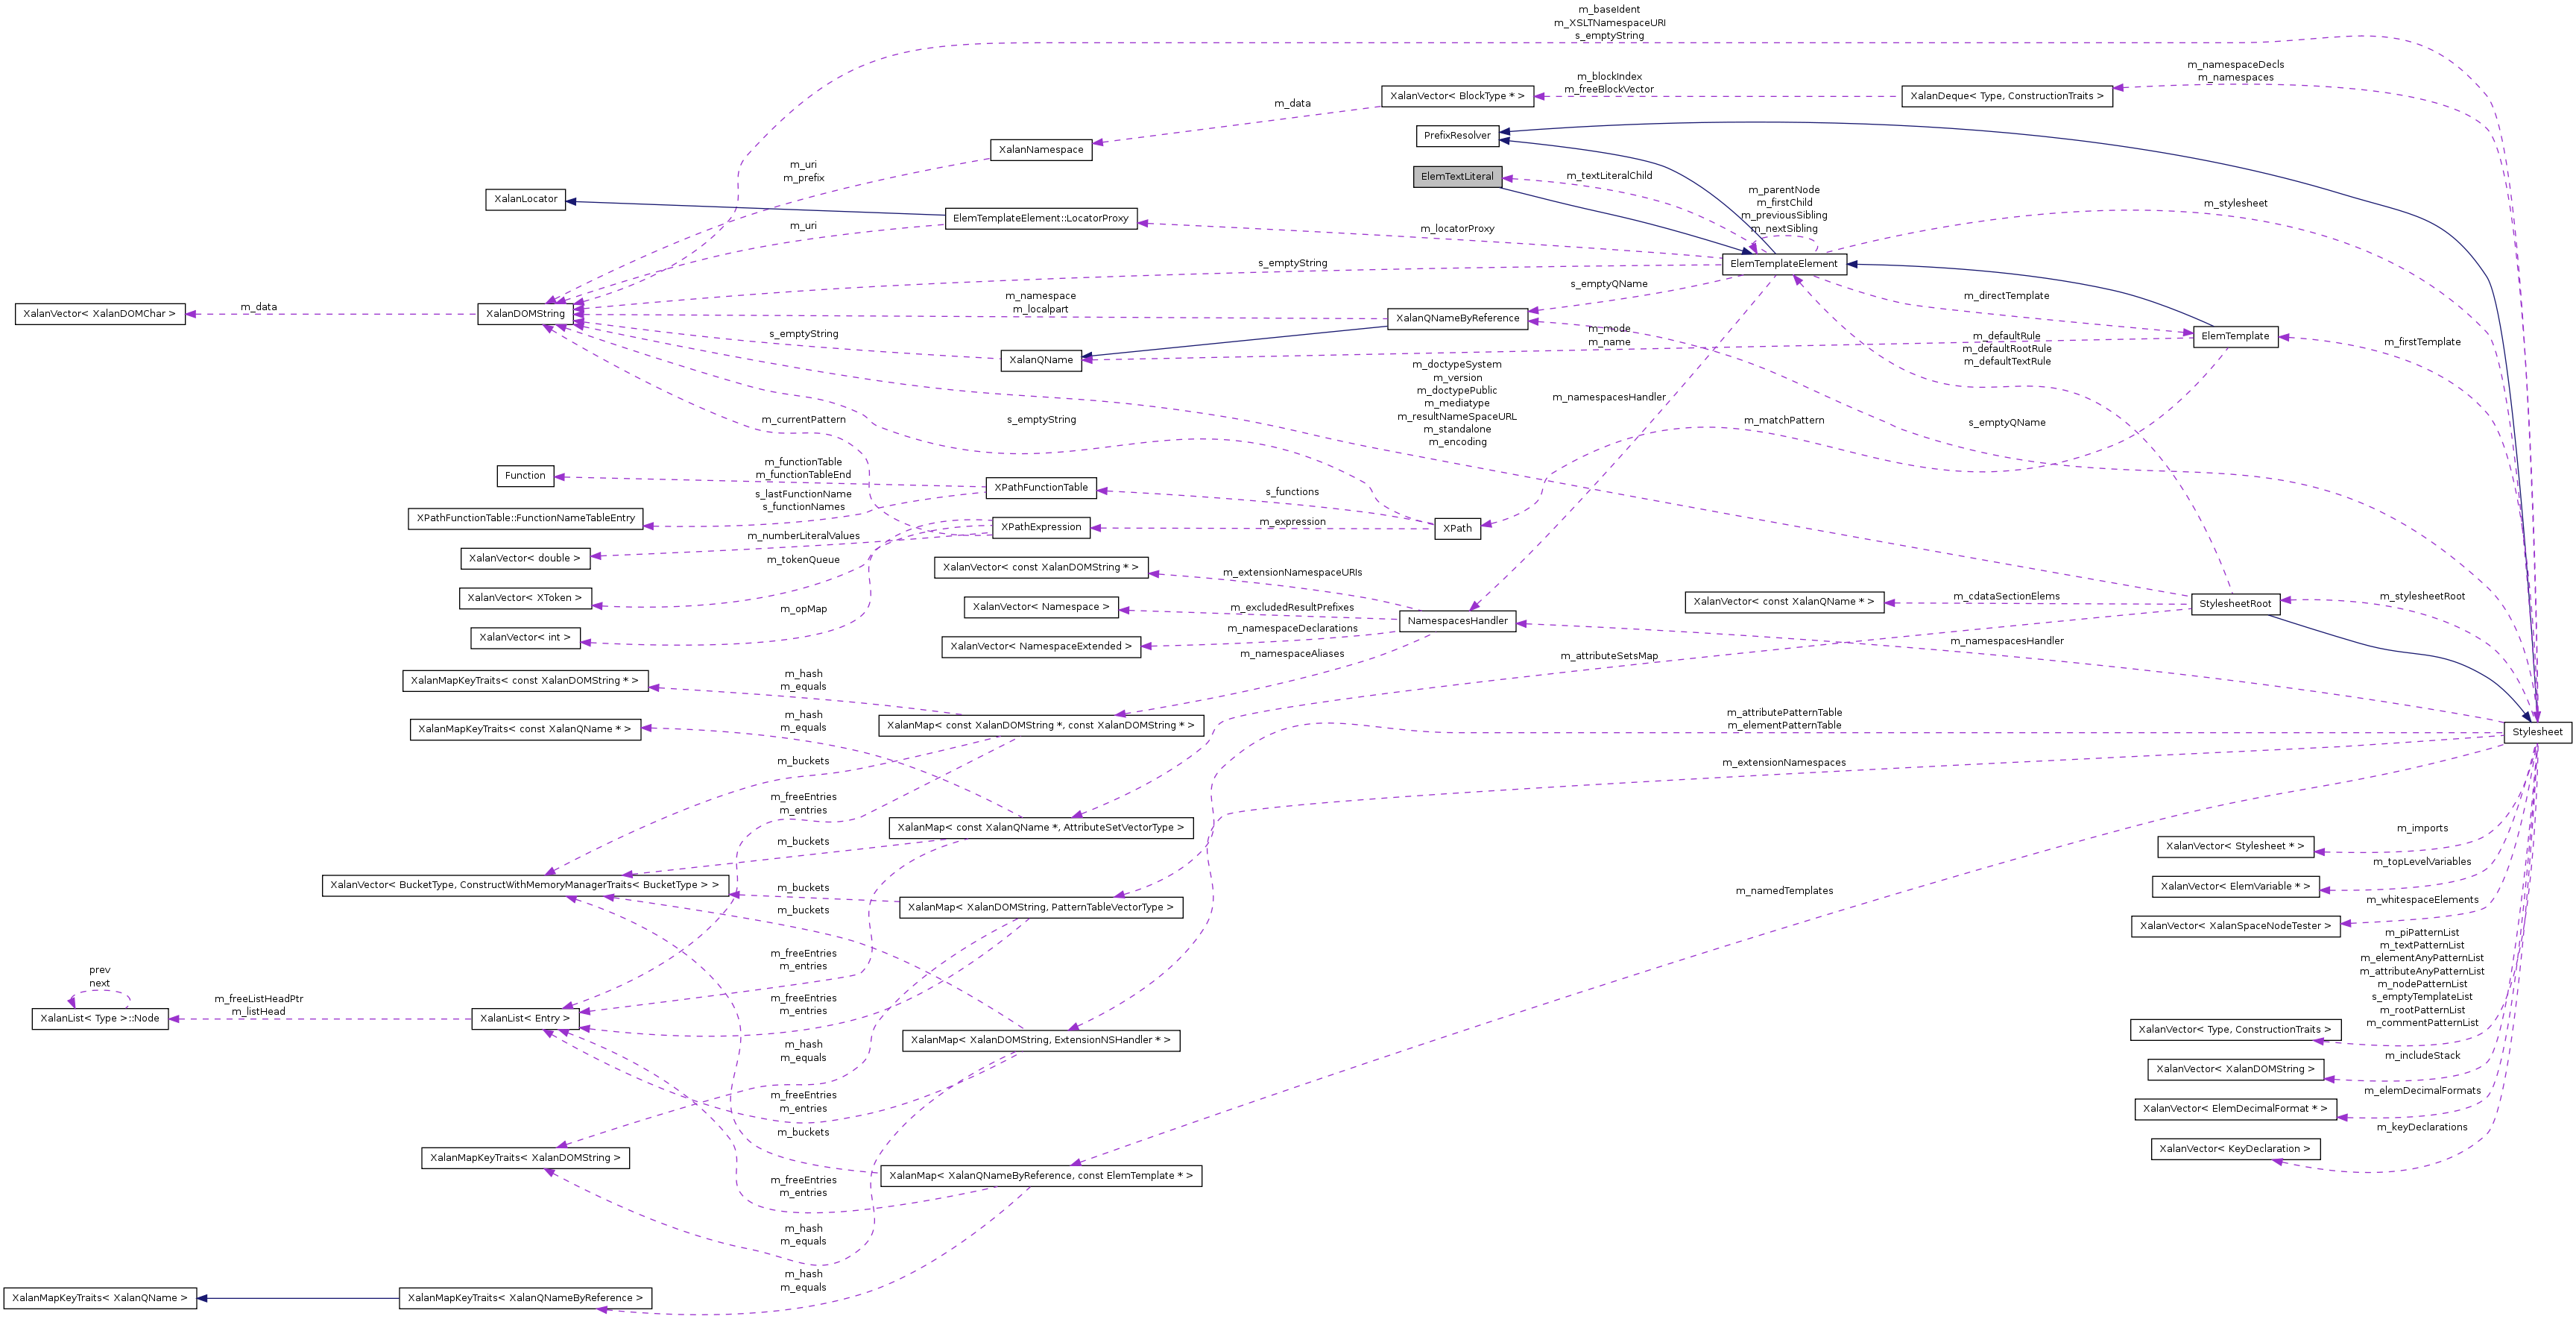 m_baseIdent
m_XSLTNamespaceURI
s_emptyString
m_namespaceDecls
m_namespaces
m_blockIndex
m_freeBlockVector
XalanVector< BlockType * >
XalanDeque< Type, ConstructionTraits >
m_data
PrefixResolver
XalanNamespace
m_uri
m_prefix
ElemTextLiteral
m_textLiteralChild
m_parentNode
m_firstChild
m_previousSibling
m_nextSibling
m_stylesheet
XalanLocator
ElemTemplateElement::LocatorProxy
m_uri
m_locatorProxy
s_emptyString
ElemTemplateElement
s_emptyQName
m_directTemplate
m_namespace
m_localpart
XalanVector< XalanDOMChar >
m_data
XalanDOMString
XalanQNameByReference
s_emptyString
XalanQName
m_mode
m_name
m_defaultRule
m_defaultRootRule
m_defaultTextRule
ElemTemplate
m_firstTemplate
m_doctypeSystem
m_version
m_doctypePublic
m_mediatype
m_resultNameSpaceURL
m_standalone
m_encoding
m_namespacesHandler
m_currentPattern
s_emptyString
m_matchPattern
s_emptyQName
Function
m_functionTable
m_functionTableEnd
s_lastFunctionName
s_functionNames
XPathFunctionTable
s_functions
XPathFunctionTable::FunctionNameTableEntry
XPathExpression
m_expression
XPath
XalanVector< double >
m_numberLiteralValues
m_tokenQueue
XalanVector< const XalanDOMString * >
m_extensionNamespaceURIs
XalanVector< XToken >
m_opMap
XalanVector< Namespace >
m_excludedResultPrefixes
XalanVector< const XalanQName * >
m_cdataSectionElems
StylesheetRoot
m_stylesheetRoot
NamespacesHandler
XalanVector< int >
XalanVector< NamespaceExtended >
m_namespaceDeclarations
m_namespaceAliases
m_attributeSetsMap
m_namespacesHandler
XalanMapKeyTraits< const XalanDOMString * >
m_hash
m_equals
XalanMapKeyTraits< const XalanQName * >
m_hash
m_equals
XalanMap< const XalanDOMString *, const XalanDOMString * >
m_attributePatternTable
m_elementPatternTable
Stylesheet
m_buckets
m_extensionNamespaces
m_freeEntries
m_entries
XalanMap< const XalanQName *, AttributeSetVectorType >
m_buckets
XalanVector< Stylesheet * >
m_imports
m_topLevelVariables
XalanVector< BucketType, ConstructWithMemoryManagerTraits< BucketType > >
m_buckets
m_buckets
XalanMap< XalanDOMString, PatternTableVectorType >
m_namedTemplates
XalanVector< ElemVariable * >
m_whitespaceElements
XalanVector< XalanSpaceNodeTester >
m_piPatternList
m_textPatternList
m_elementAnyPatternList
m_attributeAnyPatternList
m_nodePatternList
s_emptyTemplateList
m_rootPatternList
m_commentPatternList
m_freeEntries
m_entries
prev
next
XalanList< Type >::Node
m_freeListHeadPtr
m_listHead
XalanList< Entry >
m_freeEntries
m_entries
XalanMap< XalanDOMString, ExtensionNSHandler * >
XalanVector< Type, ConstructionTraits >
m_hash
m_equals
m_includeStack
XalanVector< XalanDOMString >
m_freeEntries
m_entries
m_elemDecimalFormats
XalanVector< ElemDecimalFormat * >
m_buckets
m_keyDeclarations
XalanVector< KeyDeclaration >
XalanMapKeyTraits< XalanDOMString >
XalanMap< XalanQNameByReference, const ElemTemplate * >
m_freeEntries
m_entries
m_hash
m_equals
m_hash
m_equals
XalanMapKeyTraits< XalanQName >
XalanMapKeyTraits< XalanQNameByReference >